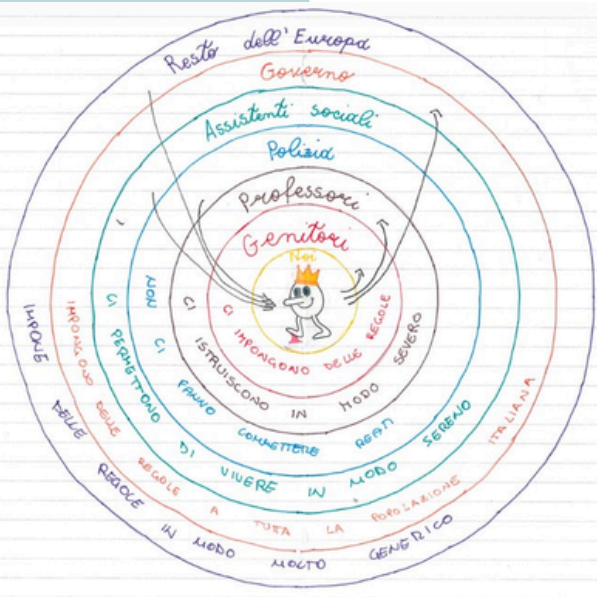 Resto dell'Europa
Governo
Assistenti sociali
Polizia
Professori
Genitori
Noi
CI IMPONGONO DELLE REGOLE
CI ISTRUISCONO IN MODO SEVERO
NON CI FANNO COMMETTERE REATI
CI PERMETTONO DI VIVERE IN MODO SERENO
IMPONGONO DELLE REGOLE A TUTTA LA POPOLAZIONE ITALIANA
IMPONE DELLE REGOLE IN MODO MOLTO GENERICO